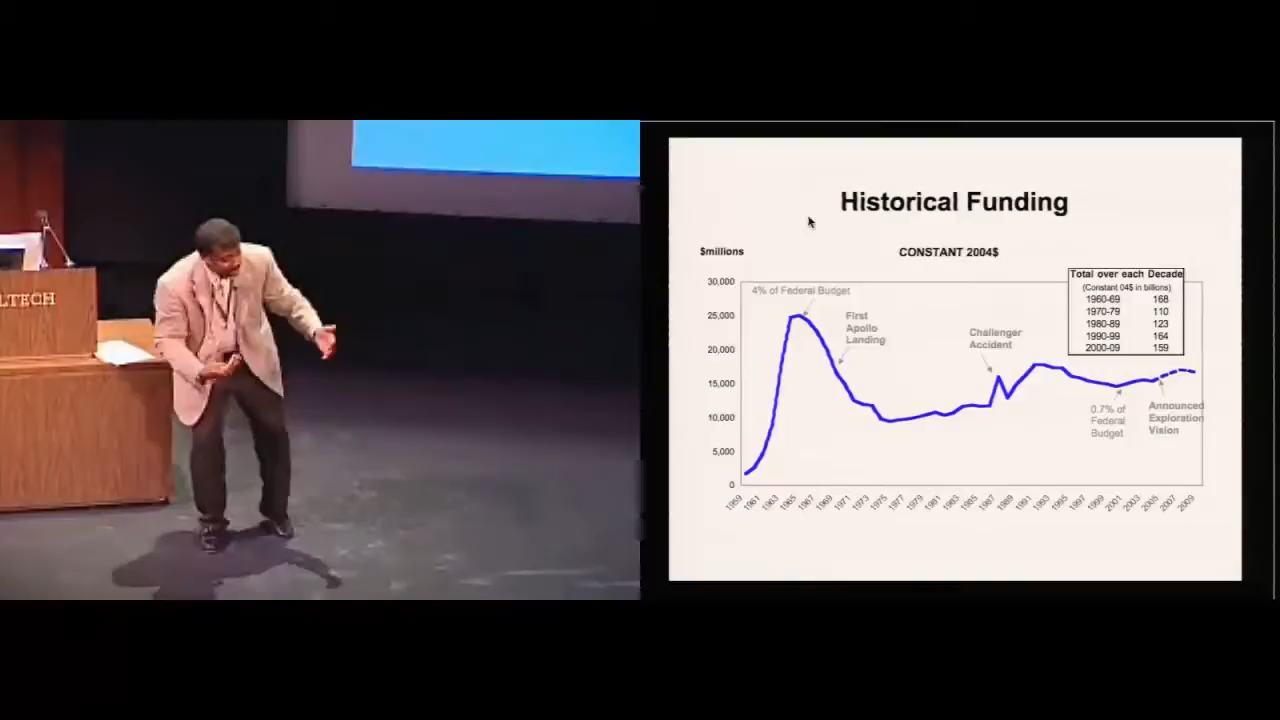 LTECH
Historical Funding
$millions
CONSTANT 2004$
Total over each Decade
(Constant 04$ in billions)
1960-69 168
1970-79 110
1980-89 123
1990-99 164
2000-09 159
30,000
25,000
20,000
15,000
10,000
5,000
0
4% of Federal Budget
First
Apollo
Landing
Challenger
Accident
0.7% of
Federal
Budget
Announced
Exploration
Vision
1959
1961
1963
1965
1967
1969
1971
1973
1975
1977
1979
1981
1983
1985
1987
1989
1991
1993
1995
1997
1999
2001
2003
2005
2007
2009